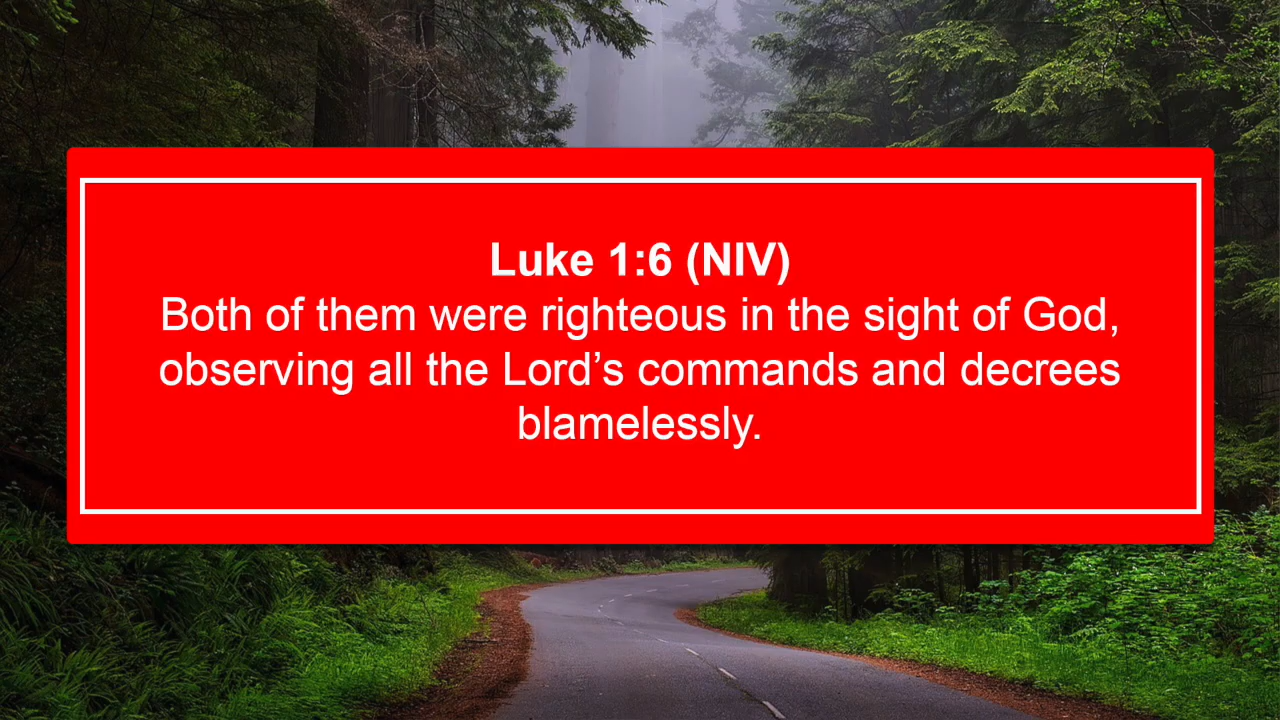 Luke 1:6 (NIV)
Both of them were righteous in the sight of God,
observing all the Lord’s commands and decrees
blamelessly.